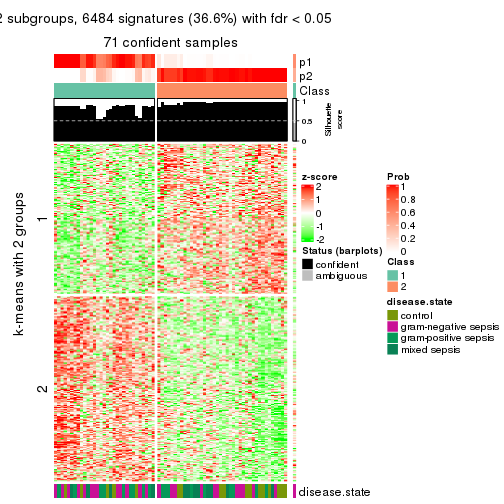 2 subgroups, 6484 signatures (36.6%) with fdr < 0.05
71 confident samples
p1
p2
Class
1
0.5
0
Silhouette
score
k-means with 2 groups
1
2
z-score
2
1
0
-1
-2
Status (barplots)
confident
ambiguous
Prob
1
0.8
0.6
0.4
0.2
0
Class
1
2
disease.state
control
gram-negative sepsis
gram-positive sepsis
mixed sepsis
disease.state